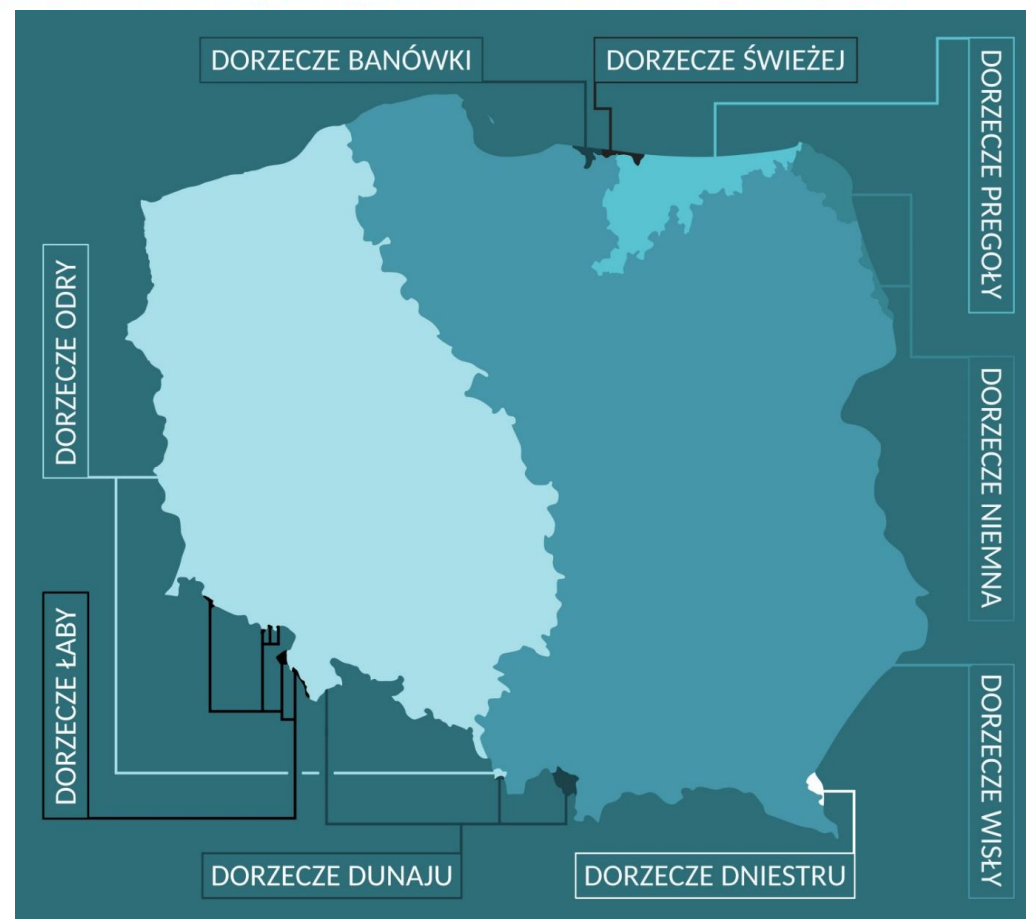 DORZECZE BANÓWKI
DORZECZE ŚWIEŻEJ
DORZECZE PREGOŁY
DORZECZE ODRY
DORZECZE NIEMNA
DORZECZE ŁABY
DORZECZE WISŁY
DORZECZE DUNAJU
DORZECZE DNIESTRU